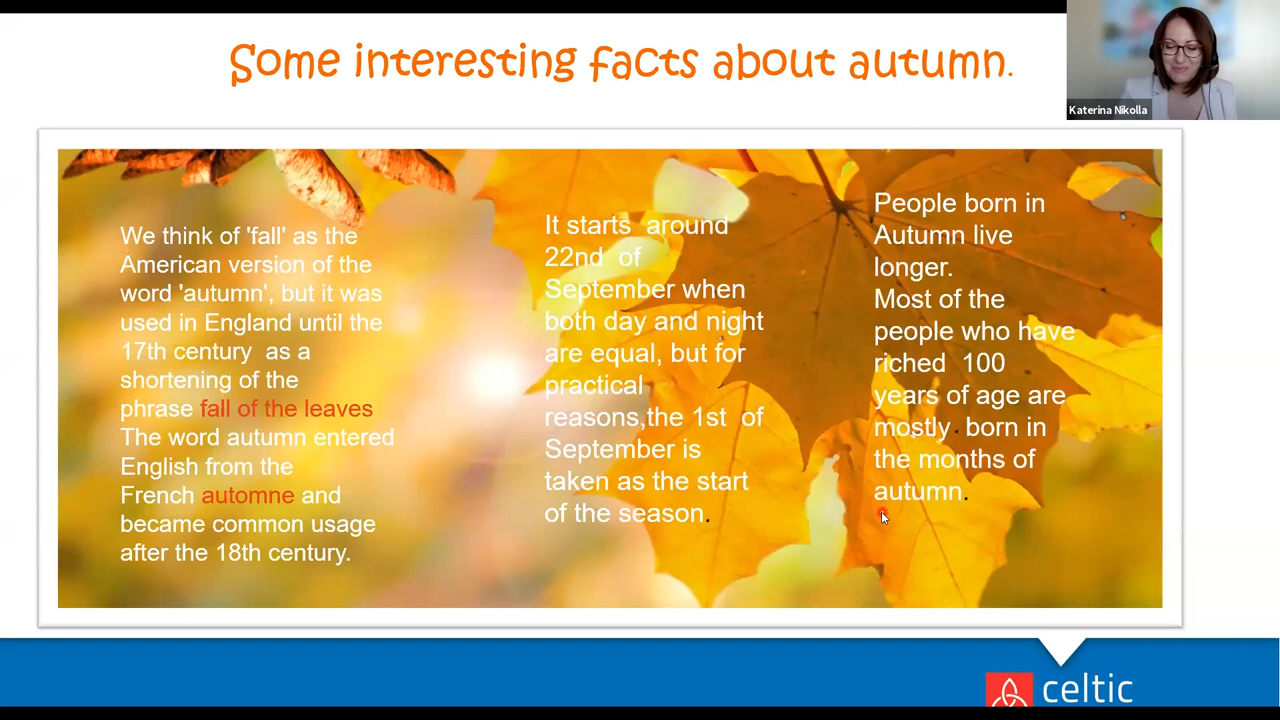 Some interesting facts about autumn.
Katerina Nikolla
We think of 'fall' as the
American version of the
word 'autumn', but it was
used in England until the
17th century  as a
shortening of the
phrase fall of the leaves
The word autumn entered
English from the
French automne and
became common usage
after the 18th century.
It starts  around
22nd  of
September when
both day and night
are equal, but for
practical
reasons,the 1st  of
September is
taken as the start
of the season.
People born in
Autumn live
longer.
Most of the
people who have
riched  100
years of age are
mostly  born in
the months of
autumn.
celtic